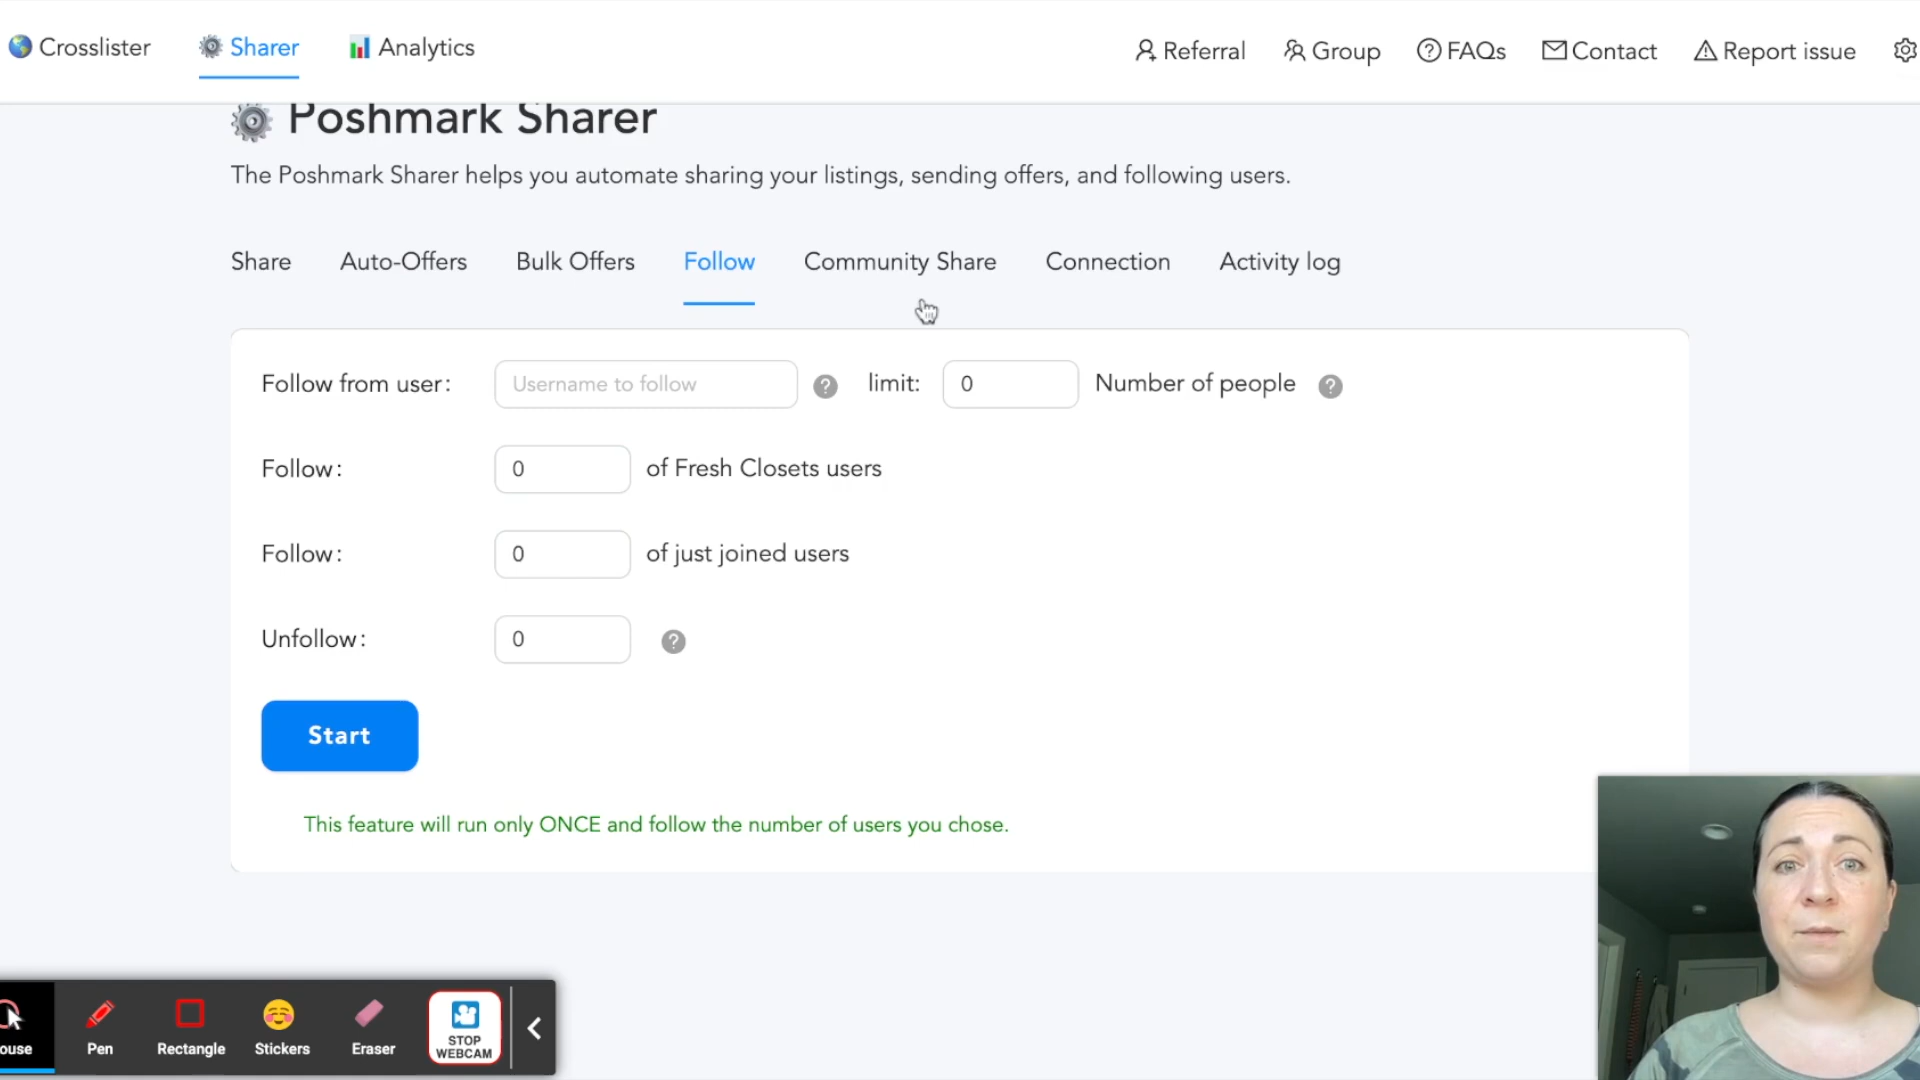 Crosslister Sharer Analytics Referral Group FAQs Contact Report issue
Poshmark Sharer
The Poshmark Sharer helps you automate sharing your listings, sending offers, and following users.
Share Auto-Offers Bulk Offers Follow Community Share Connection Activity log
Follow from user: Username to follow ? limit: 0 Number of people ?
Follow: 0 of Fresh Closets users
Follow: 0 of just joined users
Unfollow: 0 ?
Start
This feature will run only ONCE and follow the number of users you chose.
ouse Pen Rectangle Stickers Eraser STOP
WEBCAM